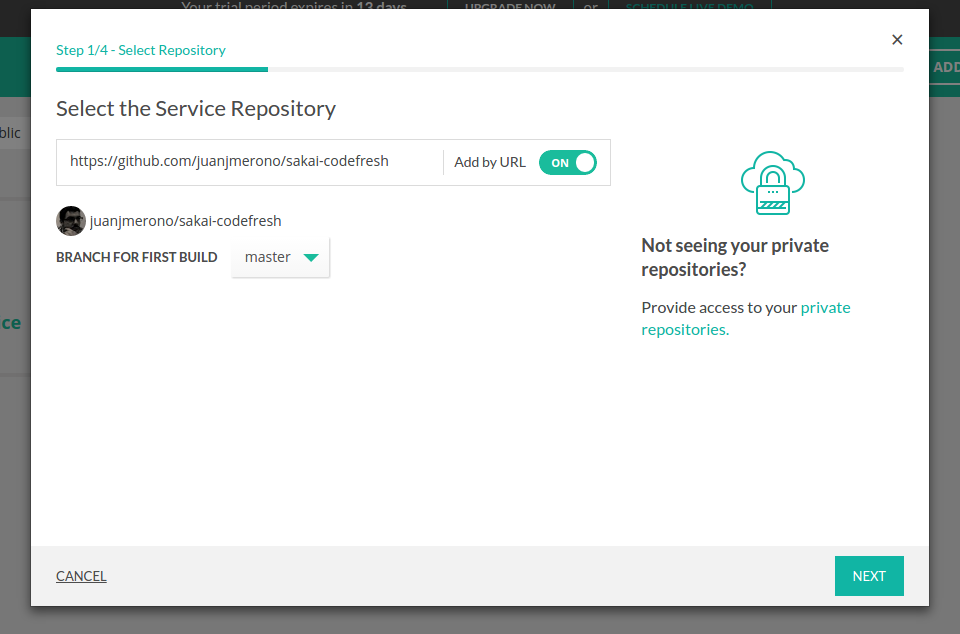 Your trial period expires in 13 days
UPGRADE NOW
or
SCHEDULE LIVE DEMO
Step 1/4 - Select Repository
ADD
Select the Service Repository
blic
https://github.com/juanjmerono/sakai-codefresh
Add by URL
ON
juanjmerono/sakai-codefresh
BRANCH FOR FIRST BUILD
master
Not seeing your private
repositories?
Provide access to your private
repositories.
ce
CANCEL
NEXT